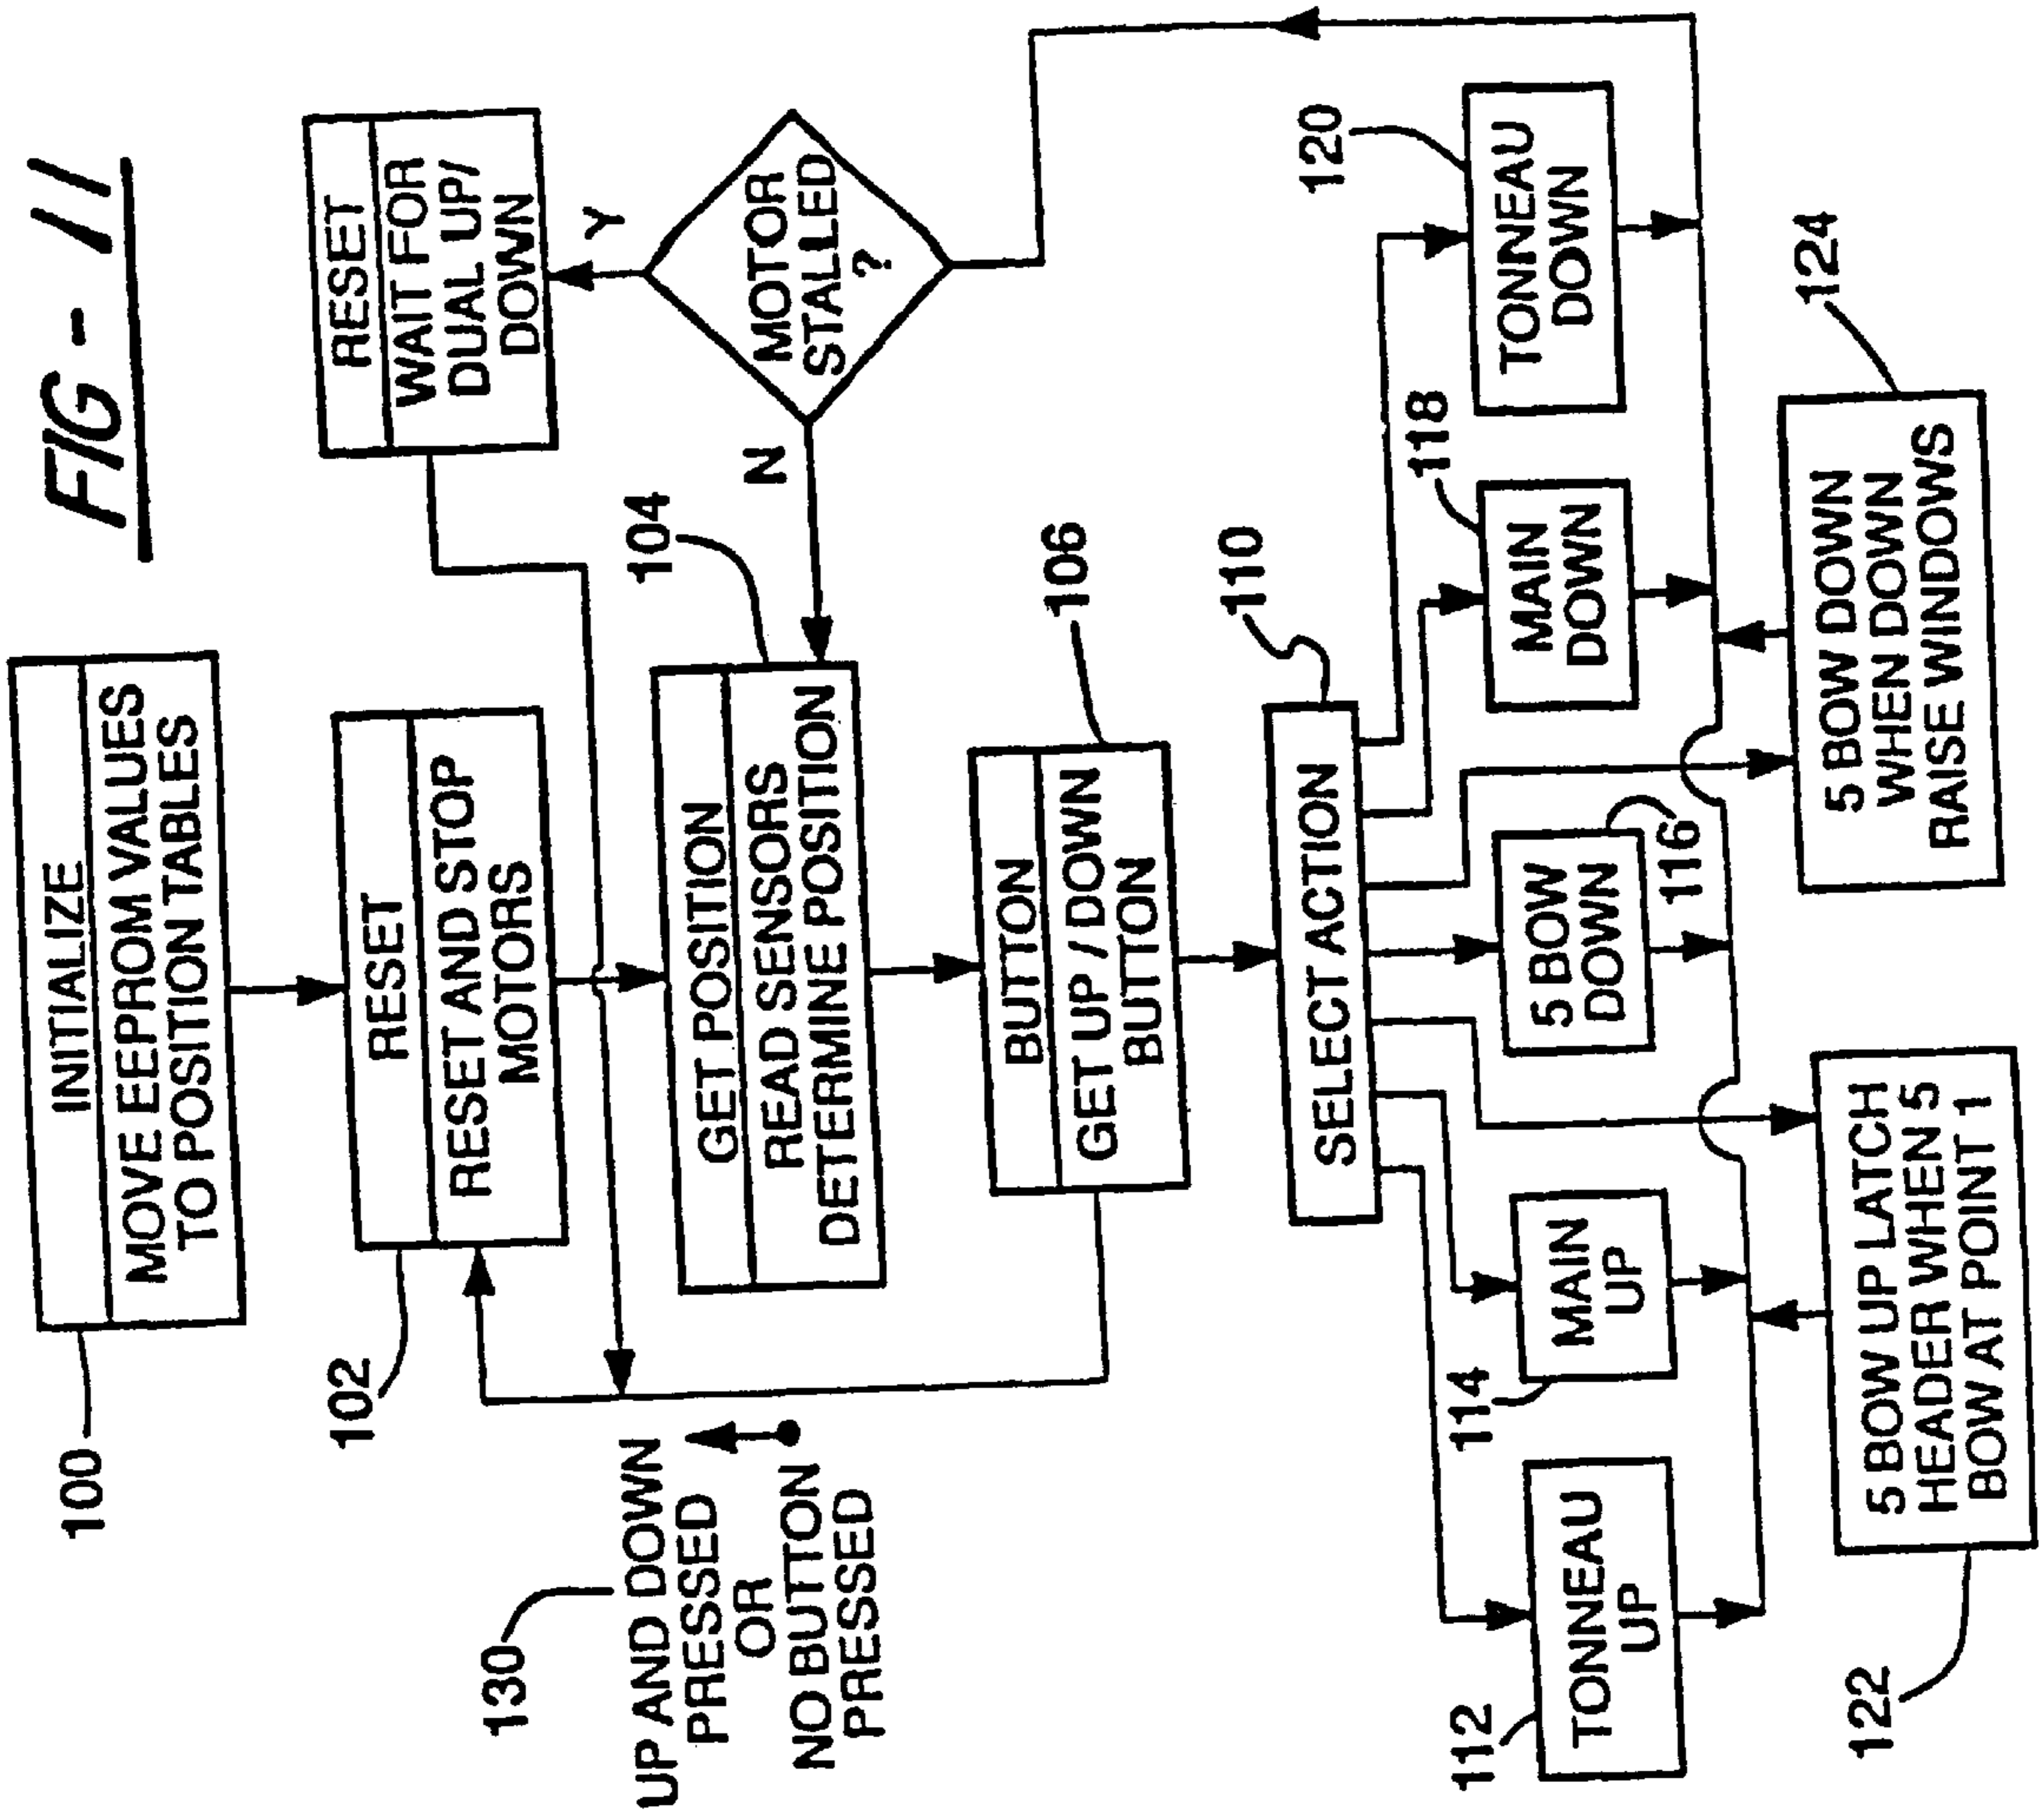 FIG - 11
100
INITIALIZE
MOVE EEPROM VALUES
TO POSITION TABLES
102
RESET
RESET AND STOP
MOTORS
RESET
WAIT FOR
DUAL UP/
DOWN
Y
MOTOR
STALLED
?
N
104
GET POSITION
READ SENSORS
DETERMINE POSITION
130
UP AND DOWN
PRESSED
OR
NO BUTTON
PRESSED
106
BUTTON
GET UP / DOWN
BUTTON
110
SELECT ACTION
112
TONNEAU
UP
114
MAIN
UP
5 BOW
DOWN
116
118
MAIN
DOWN
120
TONNEAU
DOWN
122
5 BOW UP LATCH
HEADER WHEN 5
BOW AT POINT 1
124
5 BOW DOWN
WHEN DOWN
RAISE WINDOWS